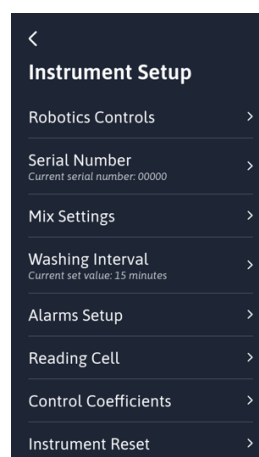 Instrument Setup
Robotics Controls
Serial Number
Current serial number: 00000
Mix Settings
Washing Interval
Current set value: 15 minutes
Alarms Setup
Reading Cell
Control Coefficients
Instrument Reset